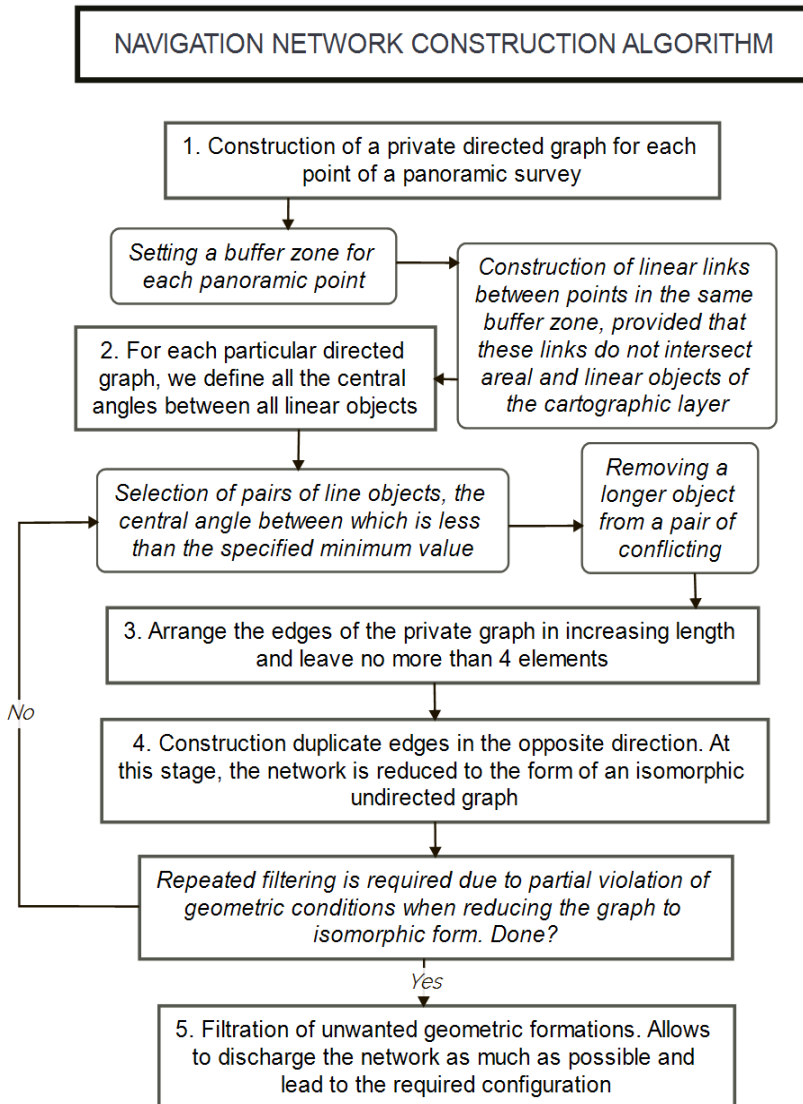 NAVIGATION NETWORK CONSTRUCTION ALGORITHM
1. Construction of a private directed graph for each
point of a panoramic survey
Setting a buffer zone for
each panoramic point
Construction of linear links
between points in the same
buffer zone, provided that
these links do not intersect
areal and linear objects of
the cartographic layer
2. For each particular directed
graph, we define all the central
angles between all linear objects
Selection of pairs of line objects, the
central angle between which is less
than the specified minimum value
Removing a
longer object
from a pair of
conflicting
3. Arrange the edges of the private graph in increasing length
and leave no more than 4 elements
No
4. Construction duplicate edges in the opposite direction. At
this stage, the network is reduced to the form of an isomorphic
undirected graph
Repeated filtering is required due to partial violation of
geometric conditions when reducing the graph to
isomorphic form. Done?
Yes
5. Filtration of unwanted geometric formations. Allows
to discharge the network as much as possible and
lead to the required configuration